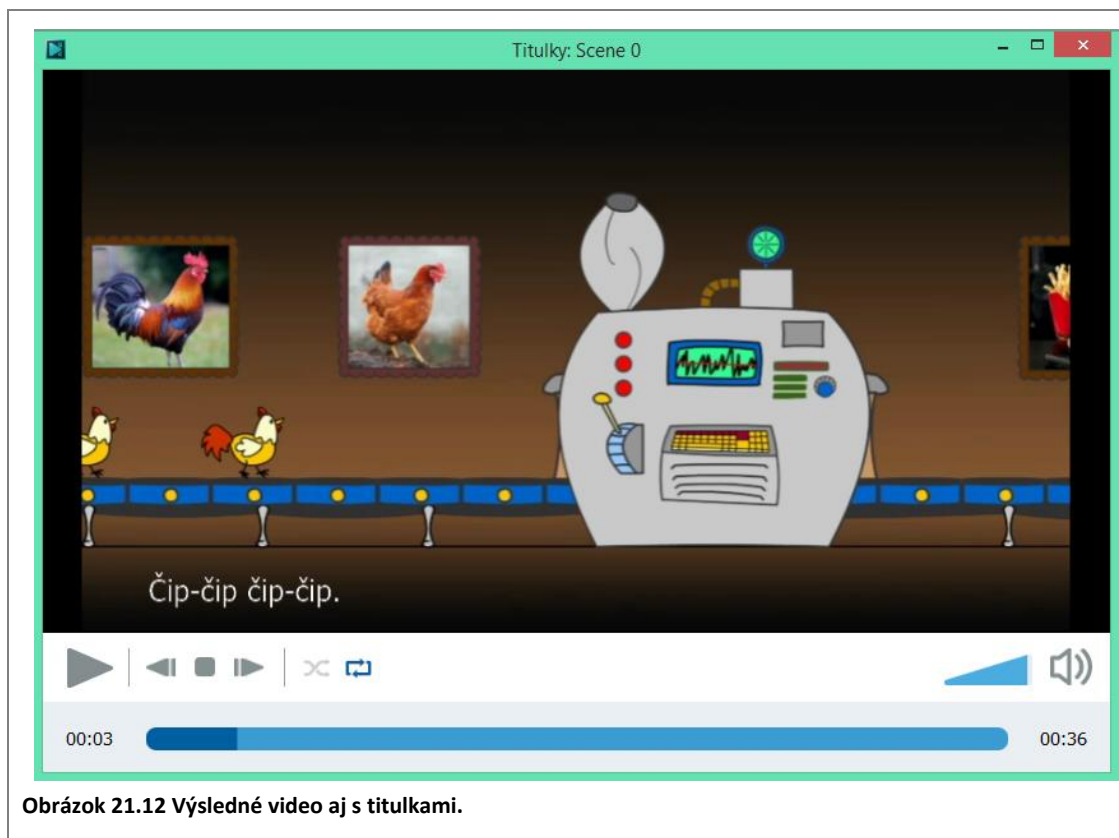 Titulky: Scene 0
Čip-čip čip-čip.
00:03
00:36
Obrázok 21.12 Výsledné video aj s titulkami.